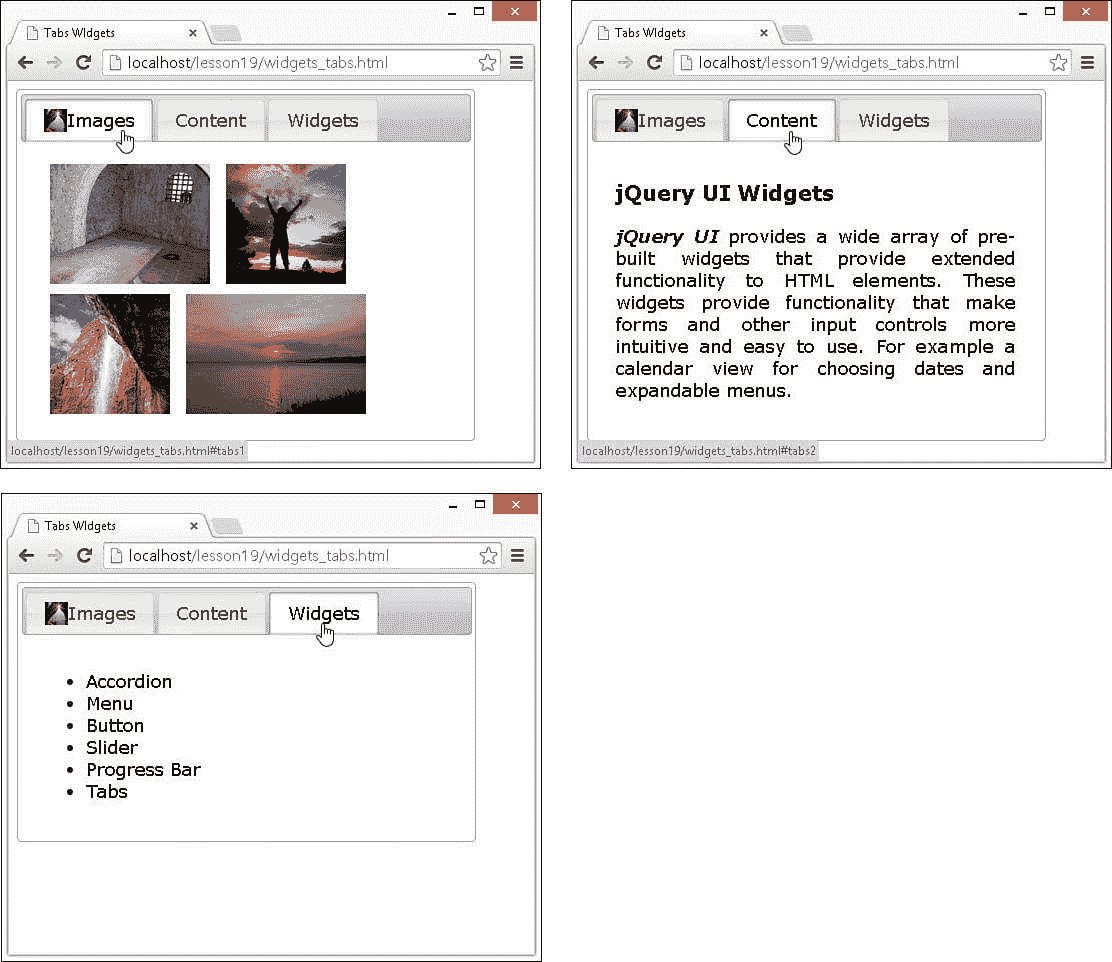 Tabs WIdgets
localhost/lesson19/widgets_tabs.html
Images Content Widgets
localhost/lesson19/widgets_tabs.html#tabs1
Tabs WIdgets
localhost/lesson19/widgets_tabs.html
Images Content Widgets
jQuery UI Widgets
jQuery UI provides a wide array of pre-
built widgets that provide extended
functionality to HTML elements. These
widgets provide functionality that make
forms and other input controls more
intuitive and easy to use. For example a
calendar view for choosing dates and
expandable menus.
localhost/lesson19/widgets_tabs.html#tabs2
Tabs WIdgets
localhost/lesson19/widgets_tabs.html
Images Content Widgets
• Accordion
• Menu
• Button
• Slider
• Progress Bar
• Tabs